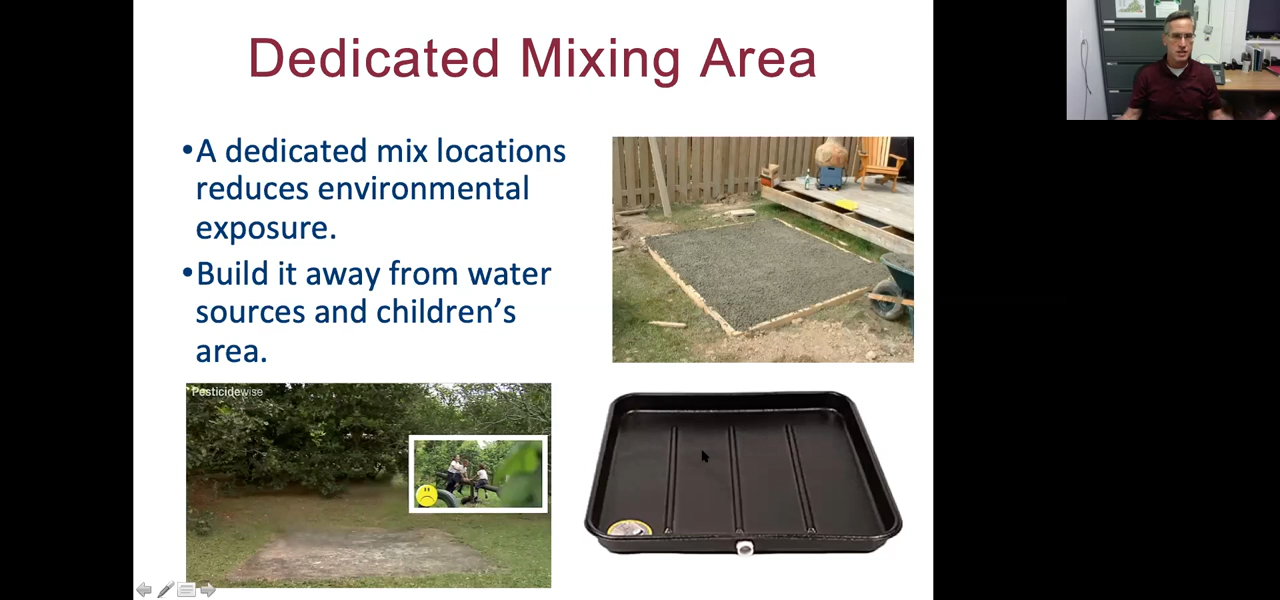 Dedicated Mixing Area
•A dedicated mix locations
reduces environmental
exposure.
•Build it away from water
sources and children's
area.
Pesticidewise